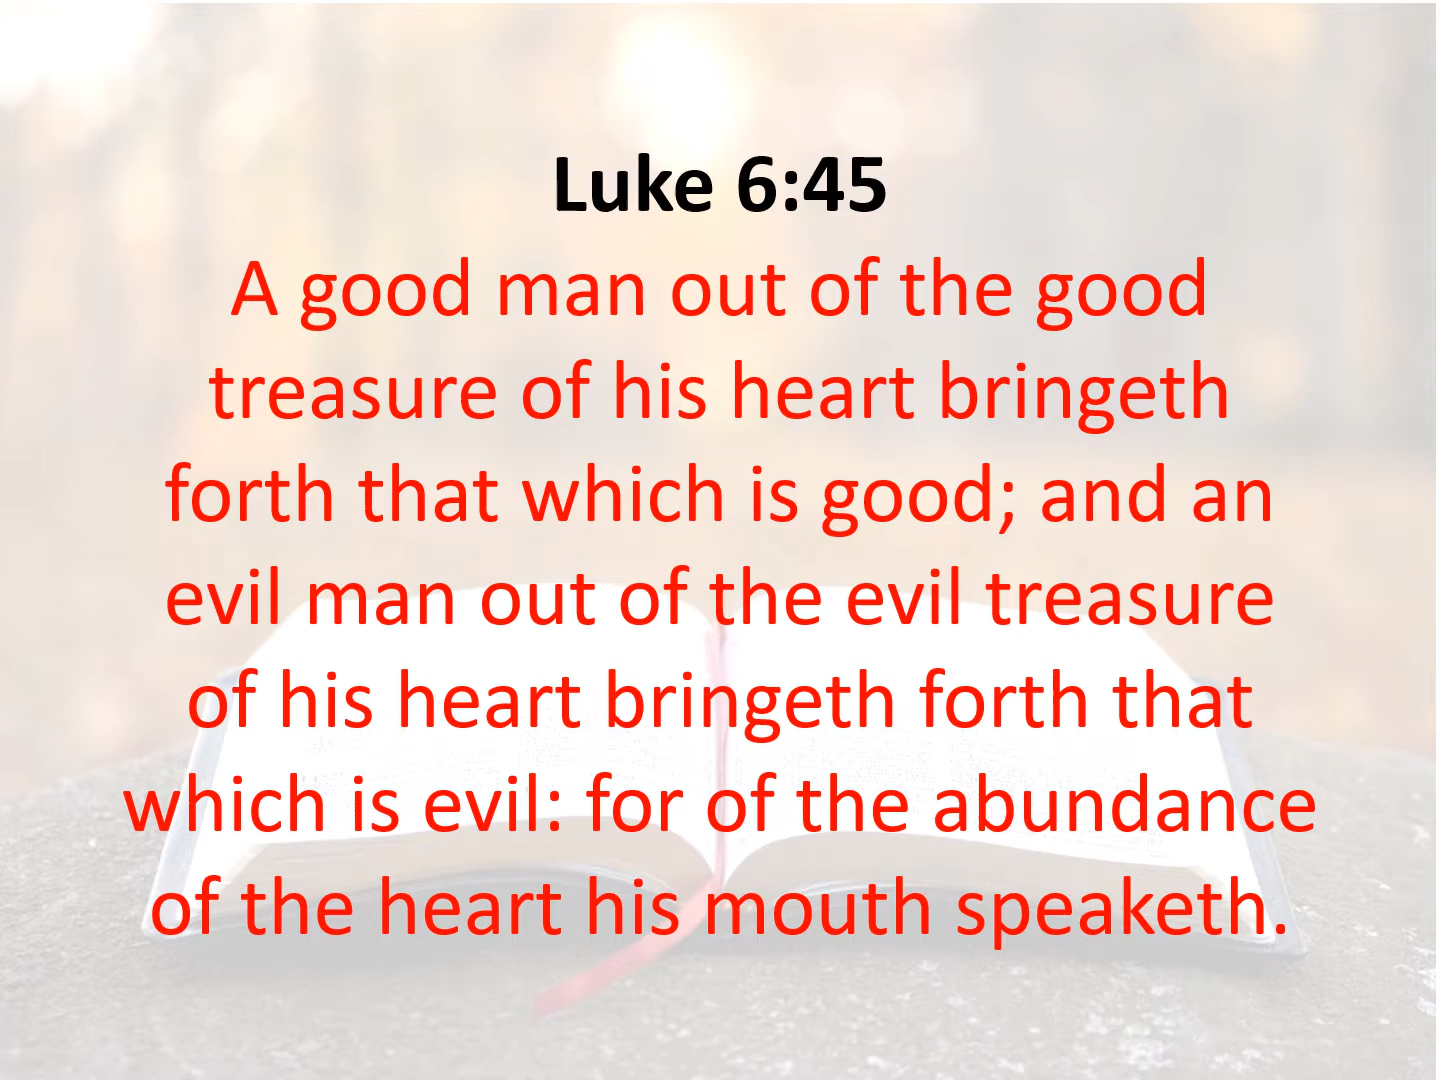 Luke 6:45
A good man out of the good
treasure of his heart bringeth
forth that which is good; and an
evil man out of the evil treasure
of his heart bringeth forth that
which is evil: for of the abundance
of the heart his mouth speaketh.